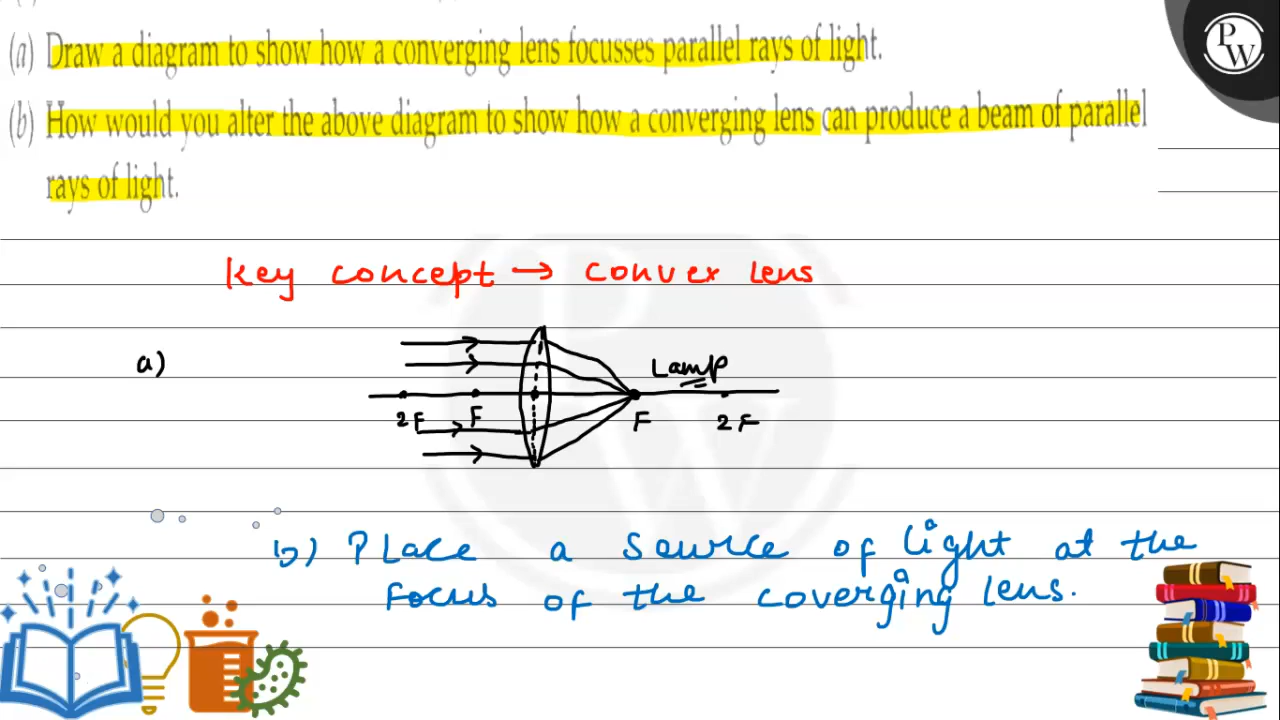 (a) Draw a diagram to show how a converging lens focusses parallel rays of light.
(b) How would you alter the above diagram to show how a converging lens can produce a beam of parallel
rays of light.
P
W
Key concept → convex lens
a)
Lamp
2F F F 2F
b) Place a source of light at the
focus of the coverging lens.